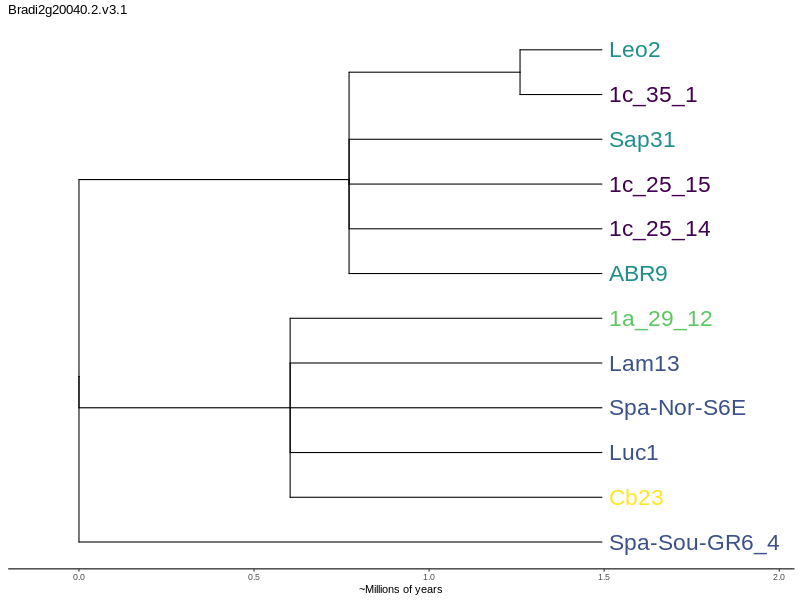 Bradi2g20040.2.v3.1
Leo2
1c_35_1
Sap31
1c_25_15
1c_25_14
ABR9
1a_29_12
Lam13
Spa-Nor-S6E
Luc1
Cb23
Spa-Sou-GR6_4
0.0 0.5 1.0 1.5 2.0
~Millions of years